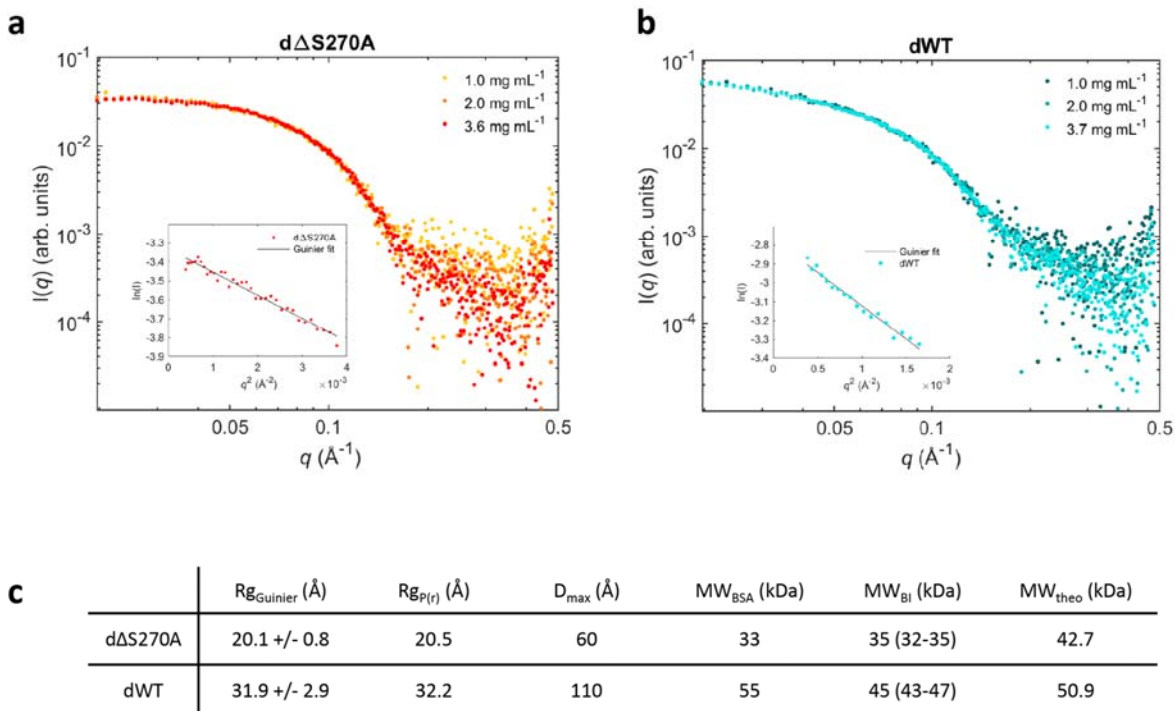 a
dΔS270A
10⁻¹
10⁻²
10⁻³
10⁻⁴
I(q) (arb. units)
1.0 mg mL⁻¹
2.0 mg mL⁻¹
3.6 mg mL⁻¹
-3.3
-3.4
-3.5
-3.6
-3.7
-3.8
-3.9
ln(I)
dΔS270A
Guinier fit
0 1 2 3 4
q² (Å⁻²) ×10⁻³
0.05 0.1 0.2 0.5
q (Å⁻¹)
b
dWT
10⁻¹
10⁻²
10⁻³
10⁻⁴
I(q) (arb. units)
1.0 mg mL⁻¹
2.0 mg mL⁻¹
3.7 mg mL⁻¹
-2.8
-2.9
-3
-3.1
-3.2
-3.3
-3.4
ln(I)
Guinier fit
dWT
0 0.5 1 1.5 2
q² (Å⁻²) ×10⁻³
0.05 0.1 0.2 0.5
q (Å⁻¹)
c
Rg_Guinier (Å) Rg_P(r) (Å) D_max (Å) MW_BSA (kDa) MW_BI (kDa) MW_theo (kDa)
dΔS270A 20.1 +/- 0.8 20.5 60 33 35 (32-35) 42.7
dWT 31.9 +/- 2.9 32.2 110 55 45 (43-47) 50.9